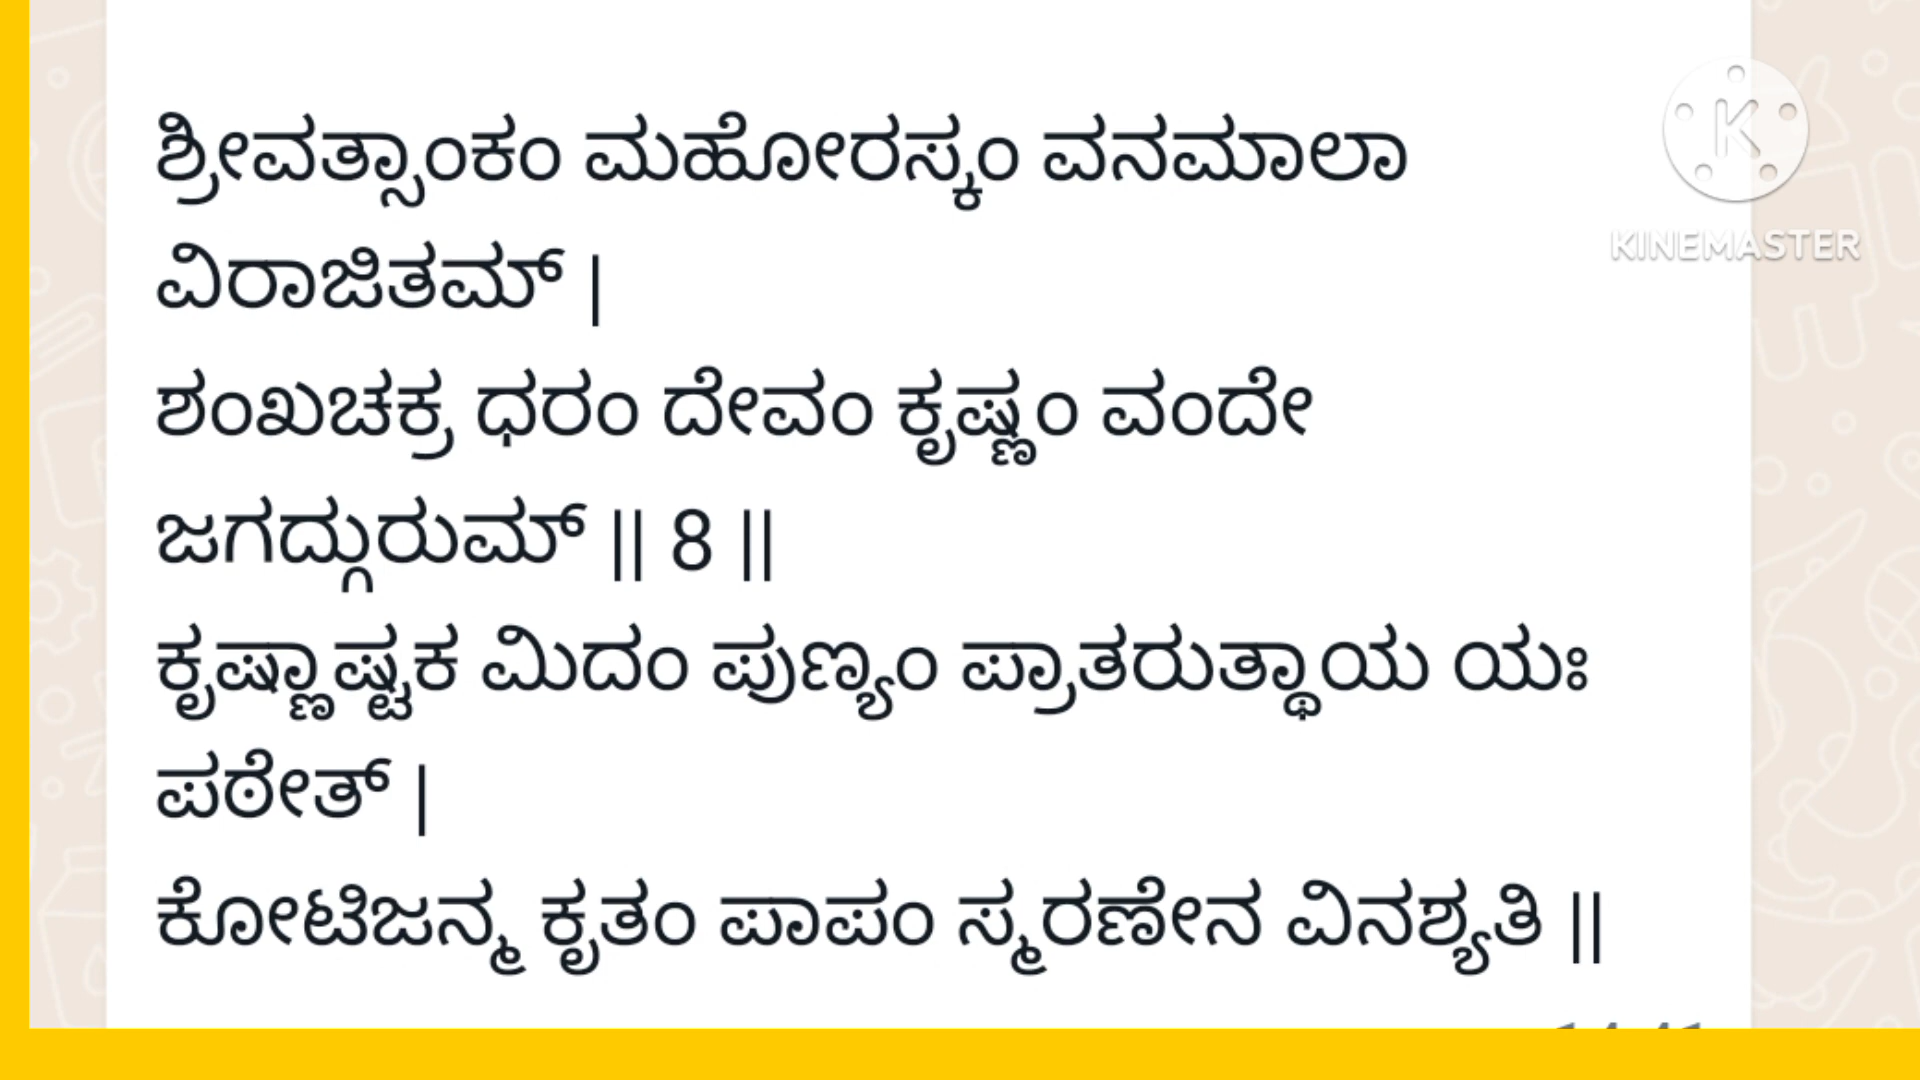 ಶ್ರೀವತ್ಸಾಂಕಂ ಮಹೋರಸ್ಕಂ ವನಮಾಲಾ
ವಿರಾಜಿತಮ್ |
ಶಂಖಚಕ್ರ ಧರಂ ದೇವಂ ಕೃಷ್ಣಂ ವಂದೇ
ಜಗದ್ಗುರುಮ್ || 8 ||
ಕೃಷ್ಣಾಷ್ಟಕ ಮಿದಂ ಪುಣ್ಯಂ ಪ್ರಾತರುತ್ಥಾಯ ಯಃ
ಪಠೇತ್ |
ಕೋಟಿಜನ್ಮ ಕೃತಂ ಪಾಪಂ ಸ್ಮರಣೇನ ವಿನಶ್ಯತಿ ||
K
KINEMASTER